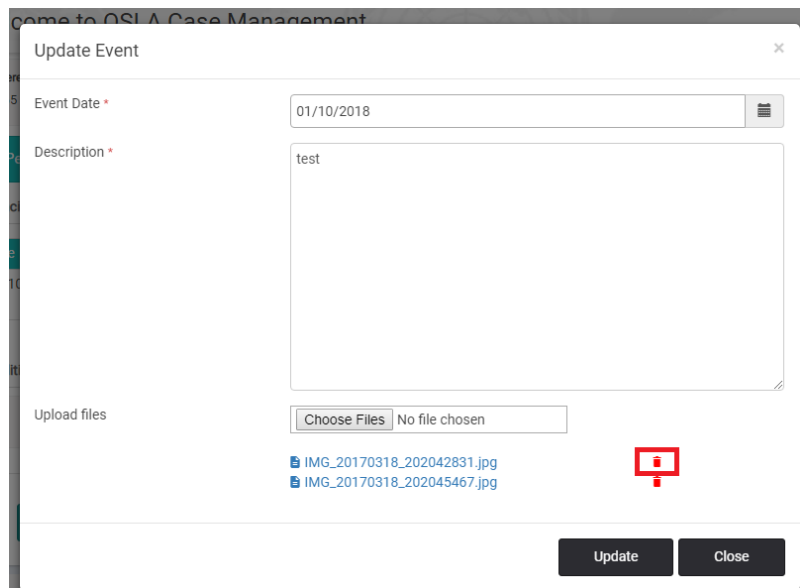 come to OSLA Case Management
Update Event
×
Event Date *
01/10/2018
Description *
test
Upload files
Choose Files No file chosen
IMG_20170318_202042831.jpg
IMG_20170318_202045467.jpg
Update
Close